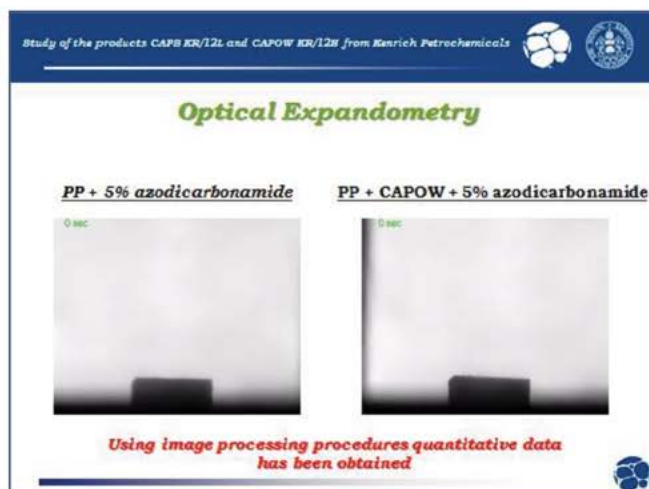 Study of the products CAPS KR/12L and CAPOW KR/12H from Kenrich Petrochemicals
Optical Expandometry
PP + 5% azodicarbonamide
PP + CAPOW + 5% azodicarbonamide
0 sec
0 sec
Using image processing procedures quantitative data
has been obtained